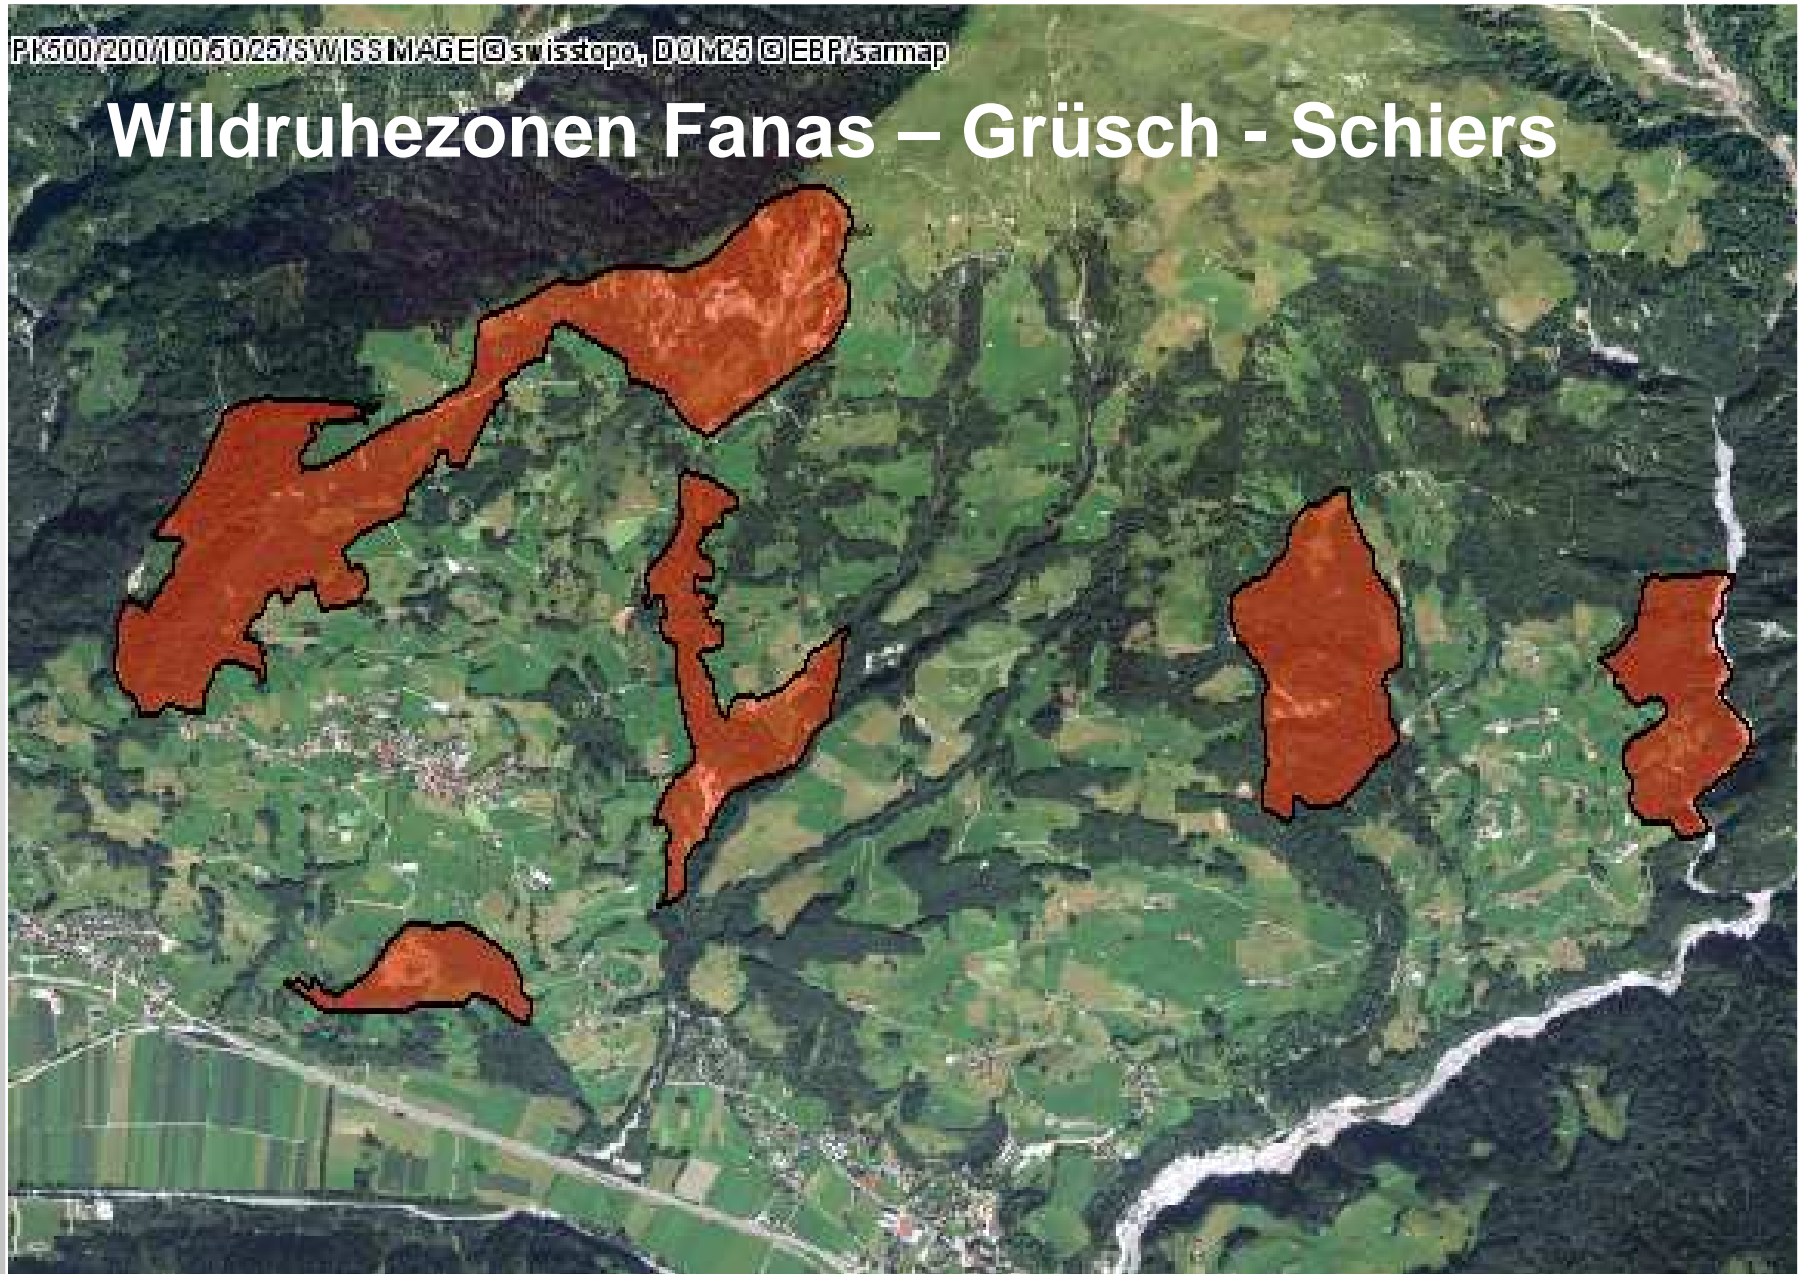 PK500/200/100/50/25/SWISSIMAGE © swisstopo, DOM25 © EBP/sarmap
Wildruhezonen Fanas – Grüsch - Schiers